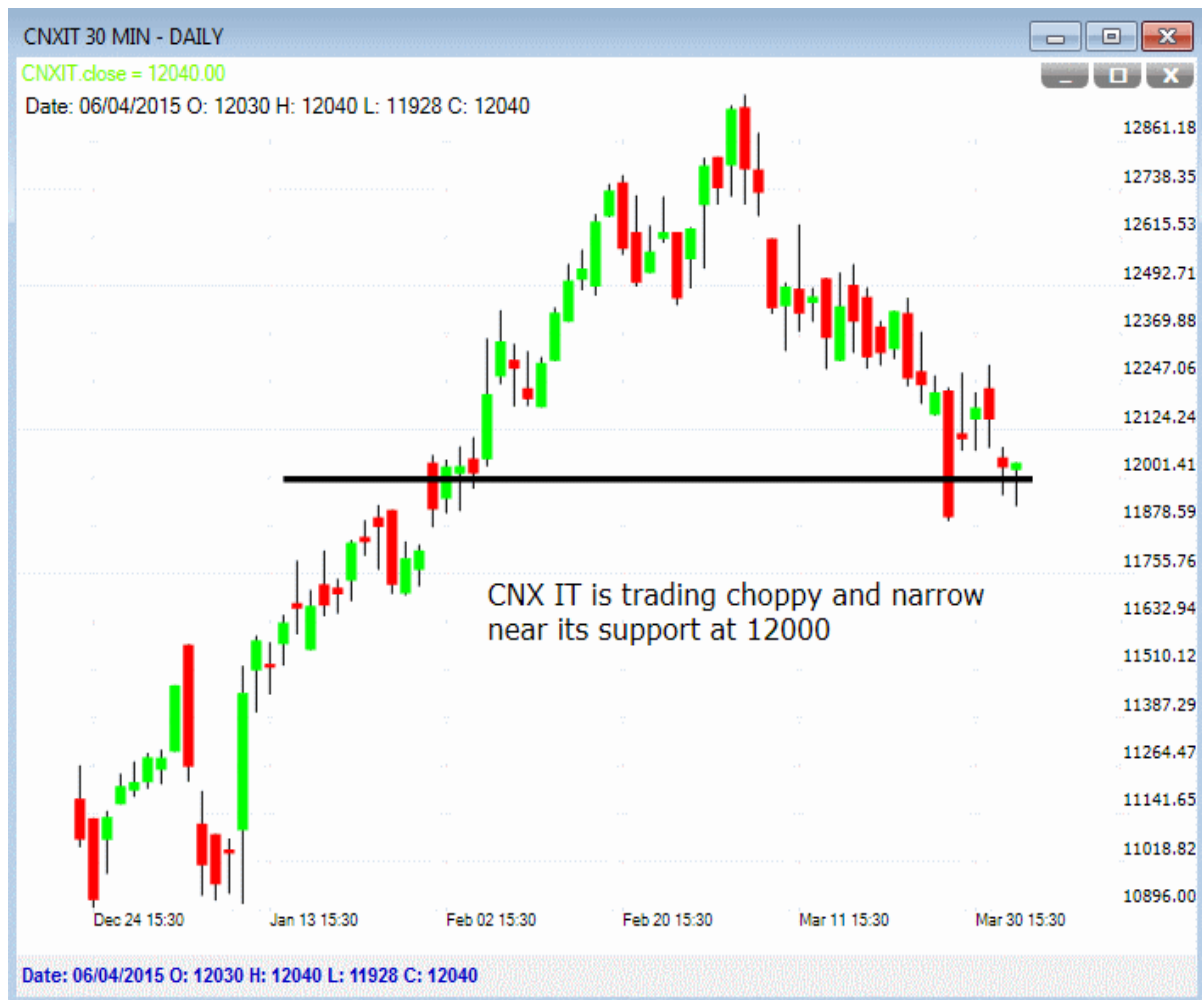 CNXIT 30 MIN - DAILY
CNXIT.close = 12040.00
Date: 06/04/2015 O: 12030 H: 12040 L: 11928 C: 12040
12861.18
12738.35
12615.53
12492.71
12369.88
12247.06
12124.24
12001.41
11878.59
11755.76
11632.94
11510.12
11387.29
11264.47
11141.65
11018.82
10896.00
CNX IT is trading choppy and narrow
near its support at 12000
Dec 24 15:30 Jan 13 15:30 Feb 02 15:30 Feb 20 15:30 Mar 11 15:30 Mar 30 15:30
Date: 06/04/2015 O: 12030 H: 12040 L: 11928 C: 12040